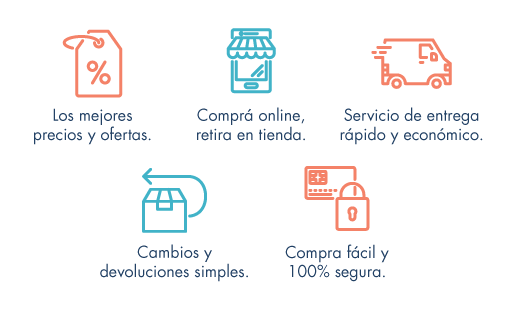 %
Los mejores
precios y ofertas.
Comprá online,
retira en tienda.
Servicio de entrega
rápido y económico.
Cambios y
devoluciones simples.
Compra fácil y
100% segura.